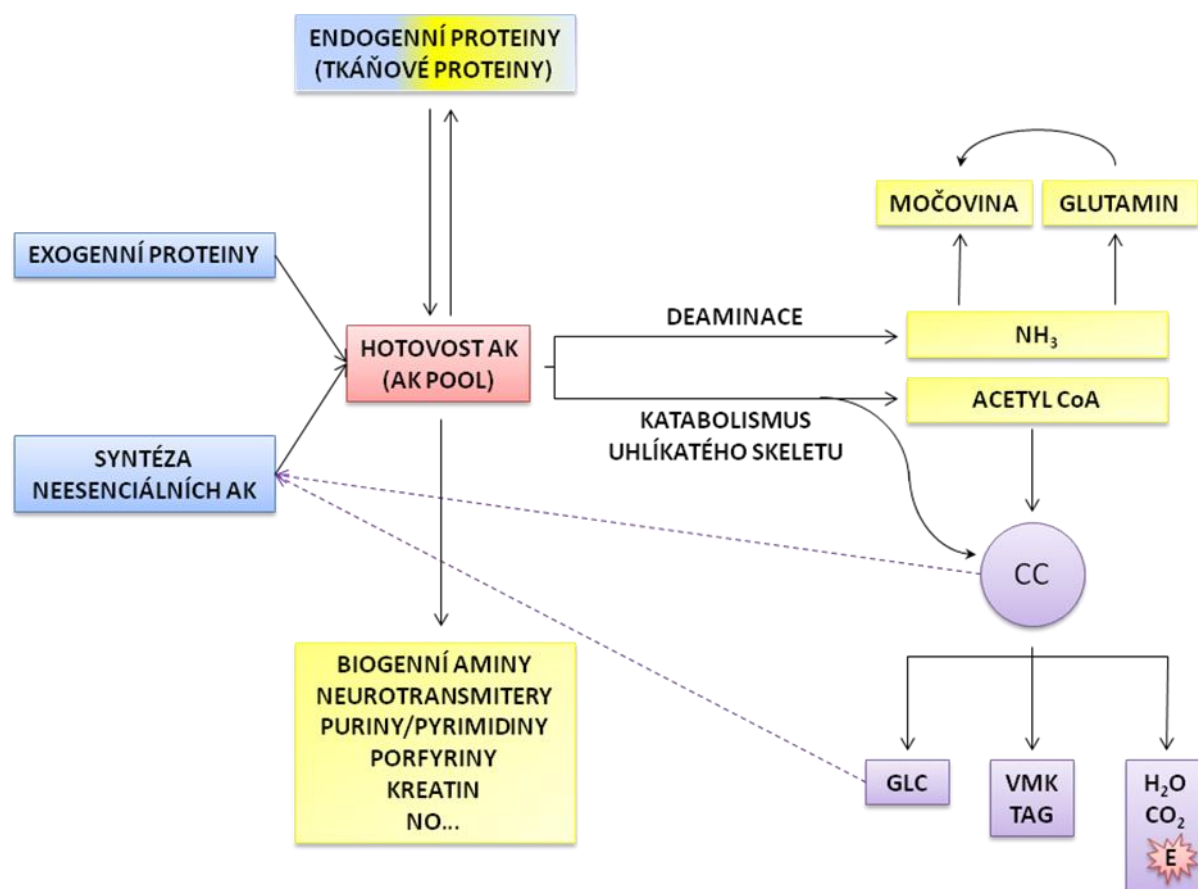 ENDOGENNÍ PROTEINY
(TKÁŇOVÉ PROTEINY)
MOČOVINA
GLUTAMIN
EXOGENNÍ PROTEINY
DEAMINACE
NH₃
HOTOVOST AK
(AK POOL)
ACETYL CoA
KATABOLISMUS
UHLÍKATÉHO SKELETU
SYNTÉZA
NEESENCIÁLNÍCH AK
CC
BIOGENNÍ AMINY
NEUROTRANSMITERY
PURINY/PYRIMIDINY
PORFYRINY
KREATIN
NO...
GLC
VMK
TAG
H₂O
CO₂
E